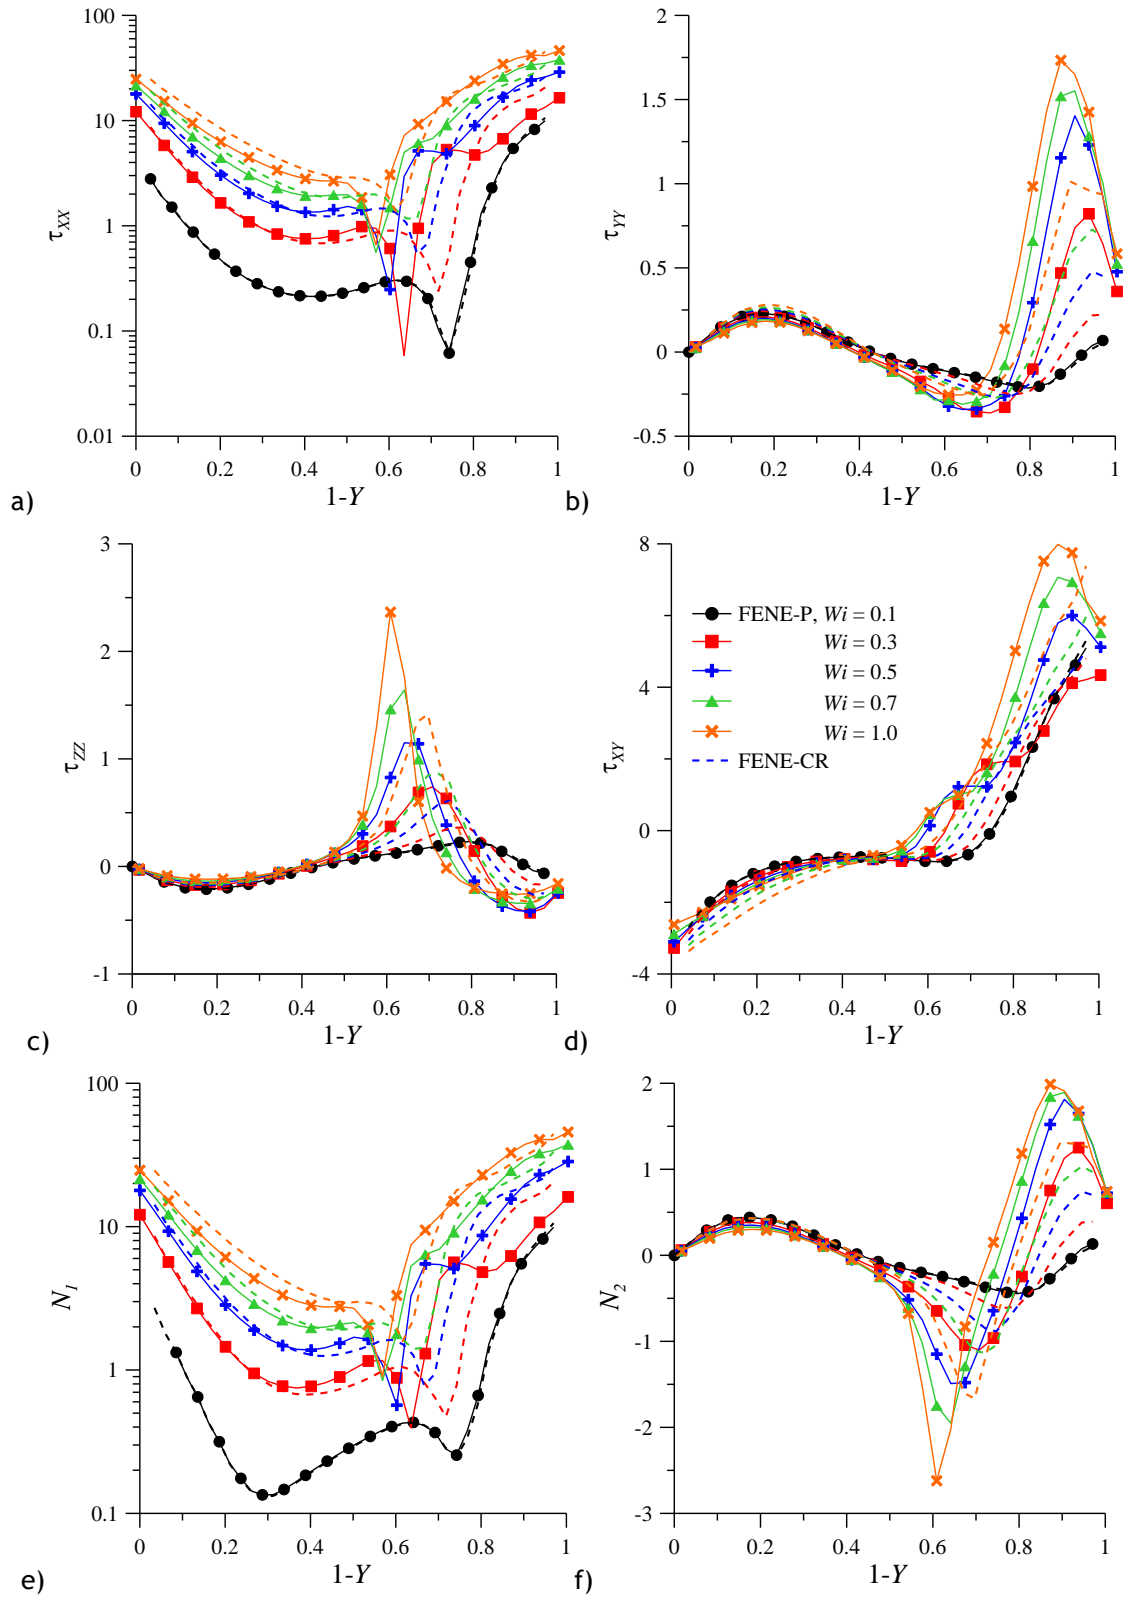 100
10
1
0.1
0.01
τXX
0
0.2
0.4
0.6
0.8
1
1-Y
a)
2
1.5
1
0.5
0
-0.5
τYY
0
0.2
0.4
0.6
0.8
1
1-Y
b)
3
2
1
0
-1
τZZ
0
0.2
0.4
0.6
0.8
1
1-Y
c)
8
4
0
-4
τXY
FENE-P, Wi = 0.1
Wi = 0.3
Wi = 0.5
Wi = 0.7
Wi = 1.0
FENE-CR
0
0.2
0.4
0.6
0.8
1
1-Y
d)
100
10
1
0.1
N1
0
0.2
0.4
0.6
0.8
1
1-Y
e)
2
1
0
-1
-2
-3
N2
0
0.2
0.4
0.6
0.8
1
1-Y
f)